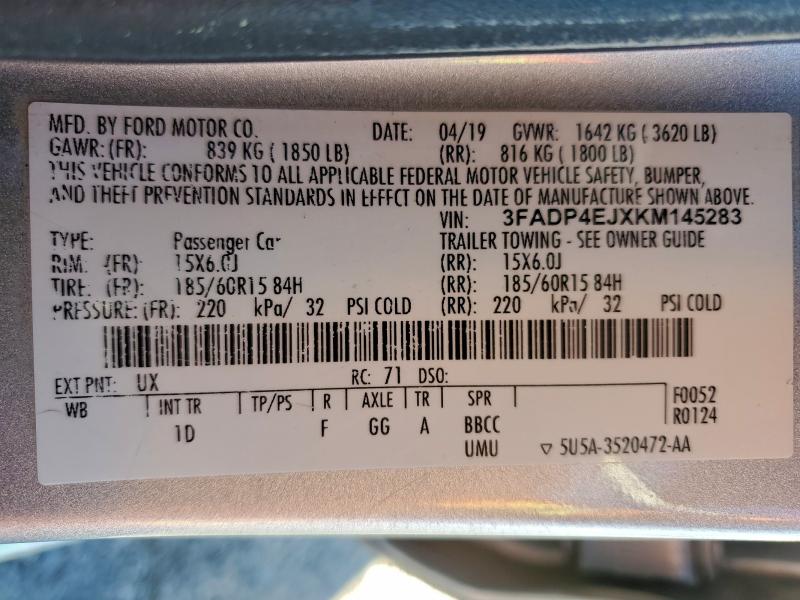 MFD. BY FORD MOTOR CO. DATE: 04/19 GVWR: 1642 KG ( 3620 LB)
GAWR: (FR): 839 KG ( 1850 LB) (RR): 816 KG ( 1800 LB)
THIS VEHICLE CONFORMS TO ALL APPLICABLE FEDERAL MOTOR VEHICLE SAFETY, BUMPER,
AND THEFT PREVENTION STANDARDS IN EFFECT ON THE DATE OF MANUFACTURE SHOWN ABOVE.
VIN: 3FADP4EJXKM145283
TYPE: Passenger Car TRAILER TOWING - SEE OWNER GUIDE
RIM: (FR): 15X6.0J (RR): 15X6.0J
TIRE: (FR): 185/60R15 84H (RR): 185/60R15 84H
PRESSURE: (FR): 220 kPa/ 32 PSI COLD (RR): 220 kPa/ 32 PSI COLD
EXT PNT: UX RC: 71 DSO:
WB INT TR TP/PS R AXLE TR SPR F0052
1D F GG A BBCC R0124
UMU ▽ 5U5A-3520472-AA